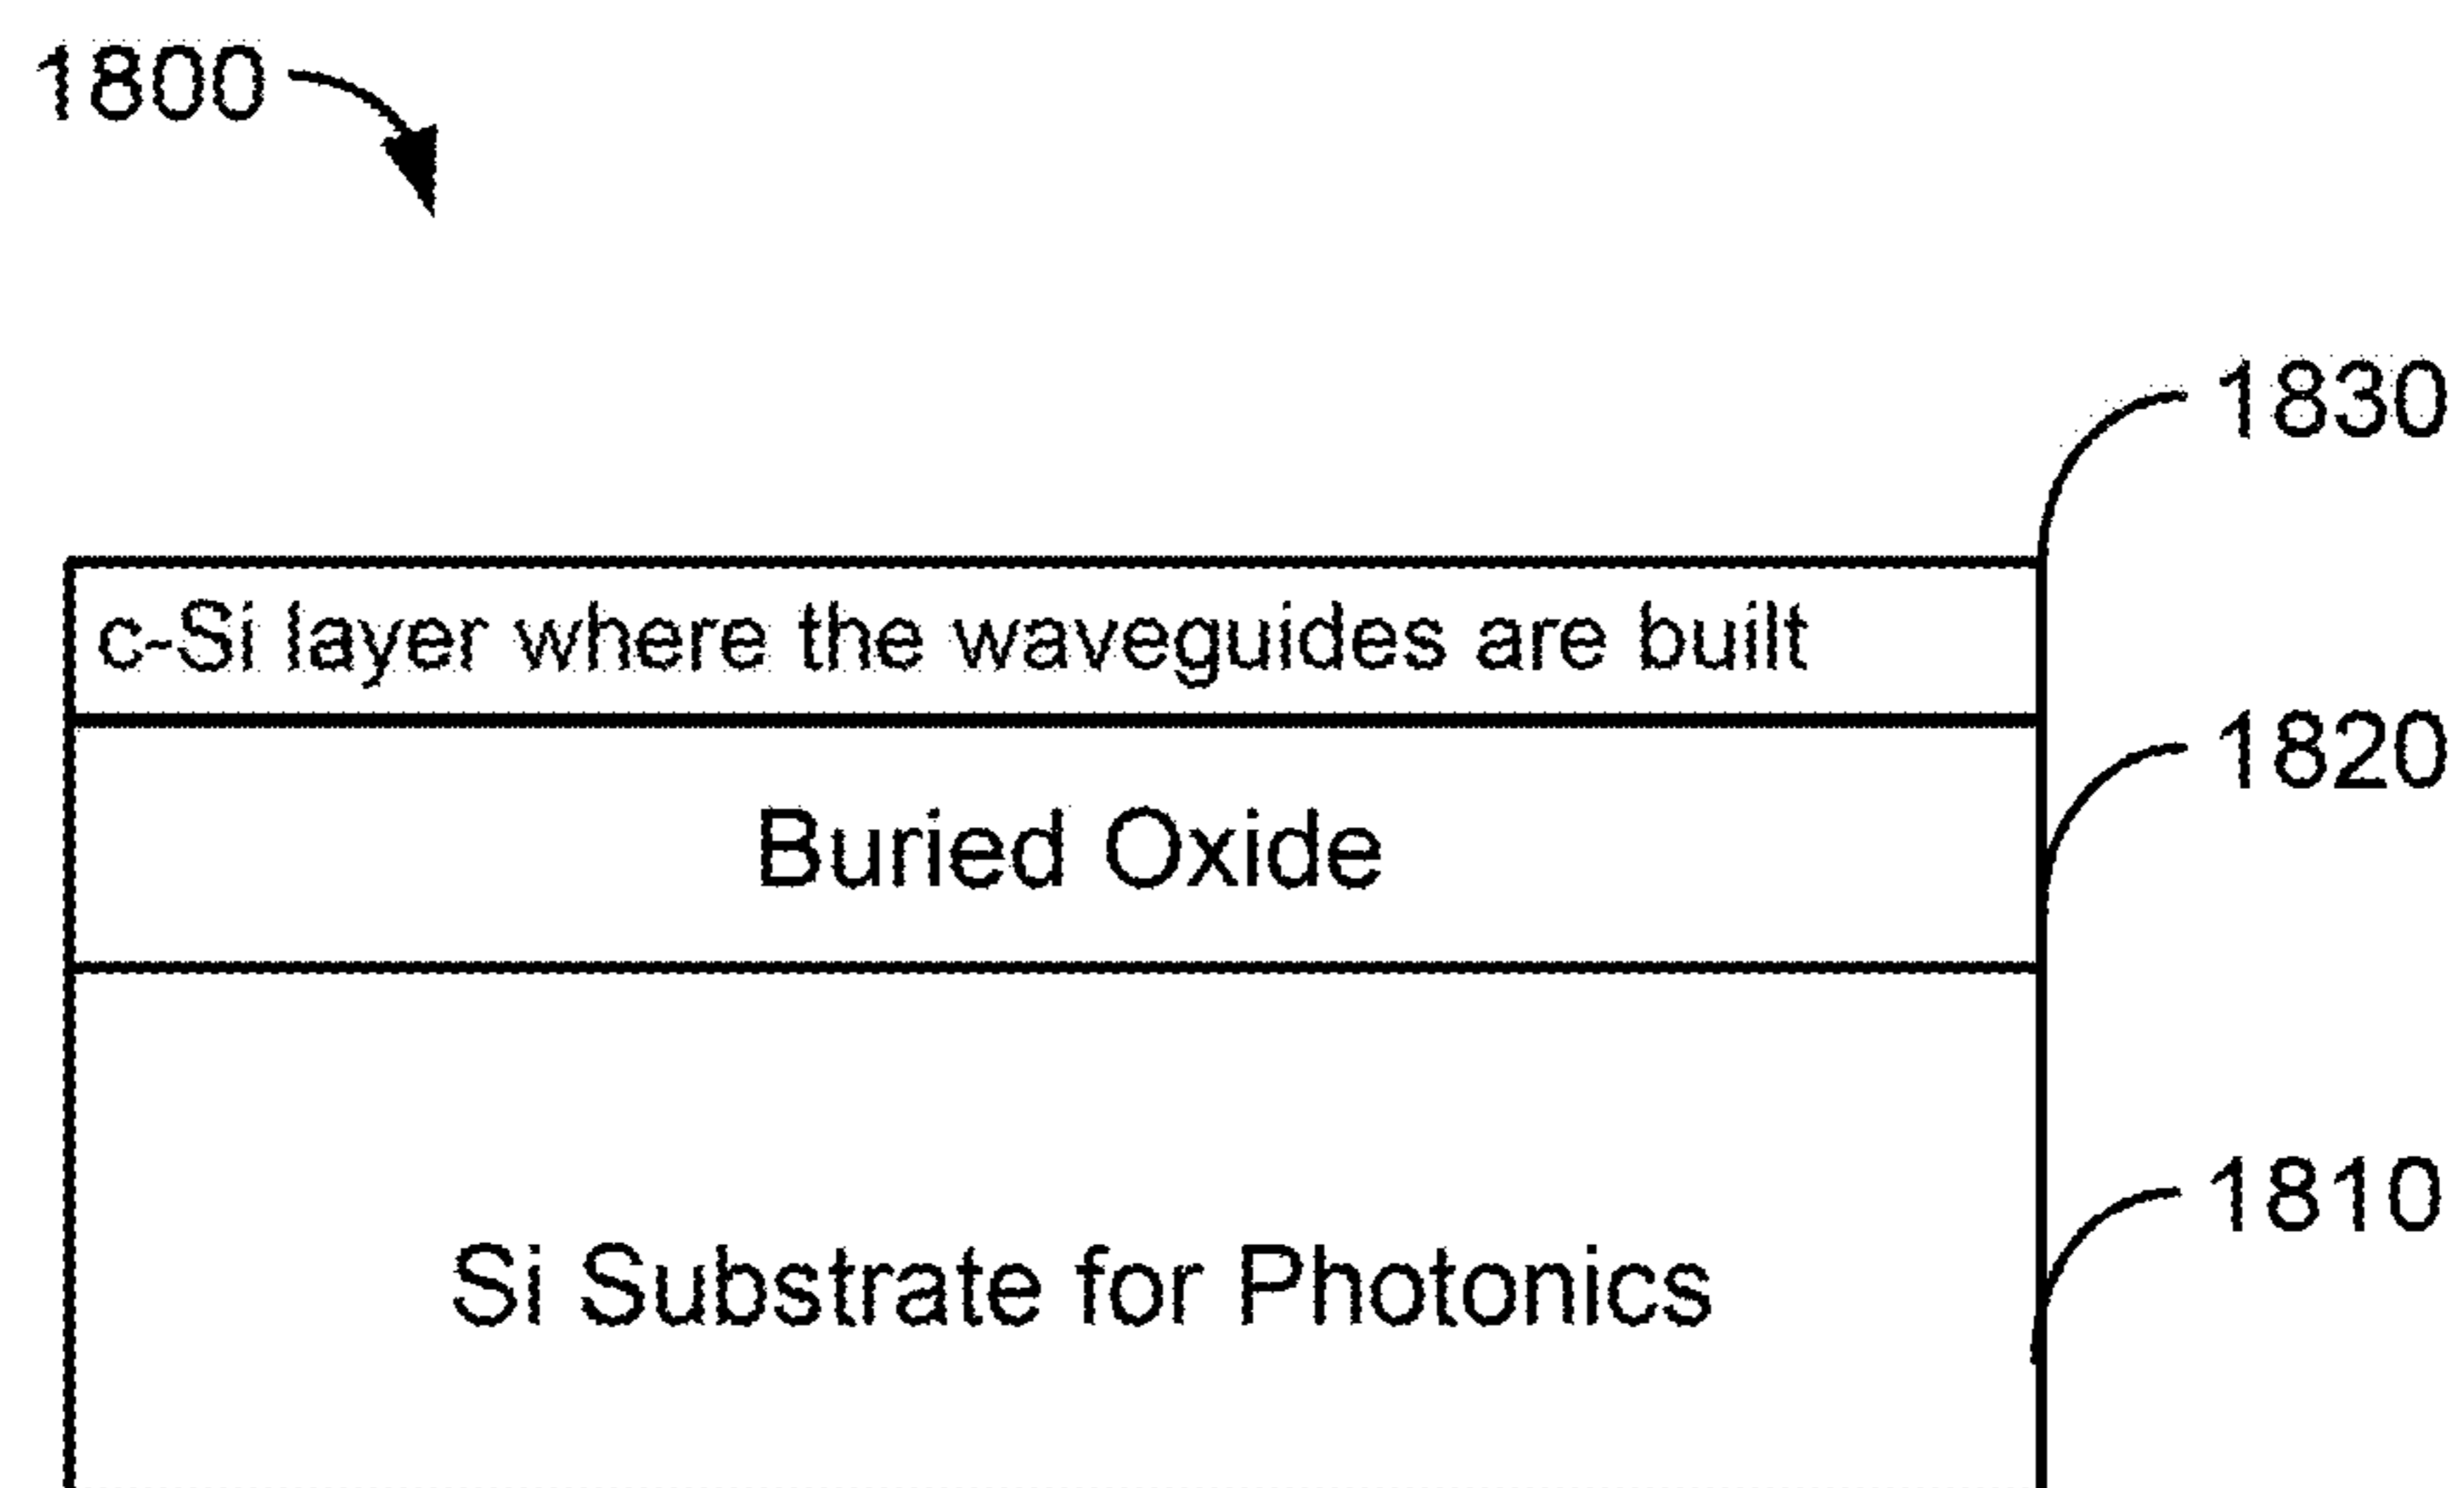 1800
1830
c-Si layer where the waveguides are built
1820
Buried Oxide
1810
Si Substrate for Photonics